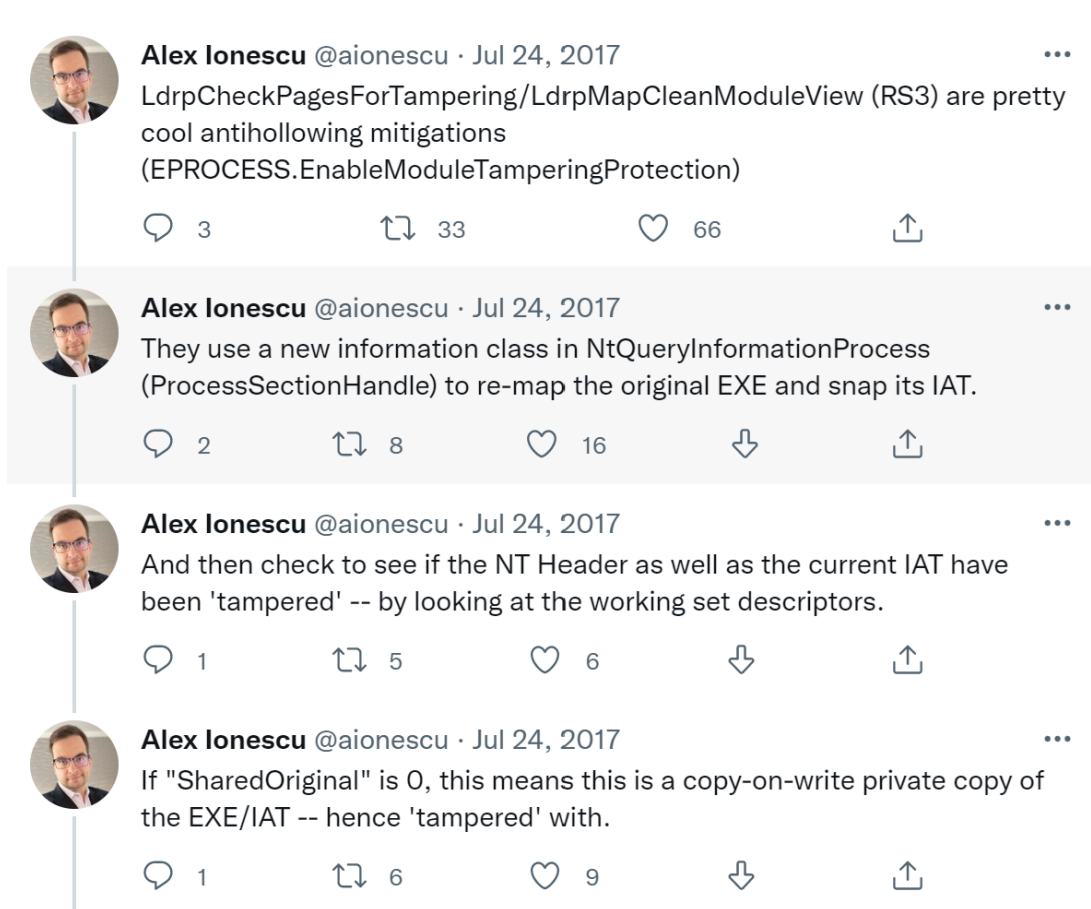 Alex Ionescu @aionescu · Jul 24, 2017
LdrpCheckPagesForTampering/LdrpMapCleanModuleView (RS3) are pretty
cool antihollowing mitigations
(EPROCESS.EnableModuleTamperingProtection)
3 33 66
Alex Ionescu @aionescu · Jul 24, 2017
They use a new information class in NtQueryInformationProcess
(ProcessSectionHandle) to re-map the original EXE and snap its IAT.
2 8 16
Alex Ionescu @aionescu · Jul 24, 2017
And then check to see if the NT Header as well as the current IAT have
been 'tampered' -- by looking at the working set descriptors.
1 5 6
Alex Ionescu @aionescu · Jul 24, 2017
If "SharedOriginal" is 0, this means this is a copy-on-write private copy of
the EXE/IAT -- hence 'tampered' with.
1 6 9